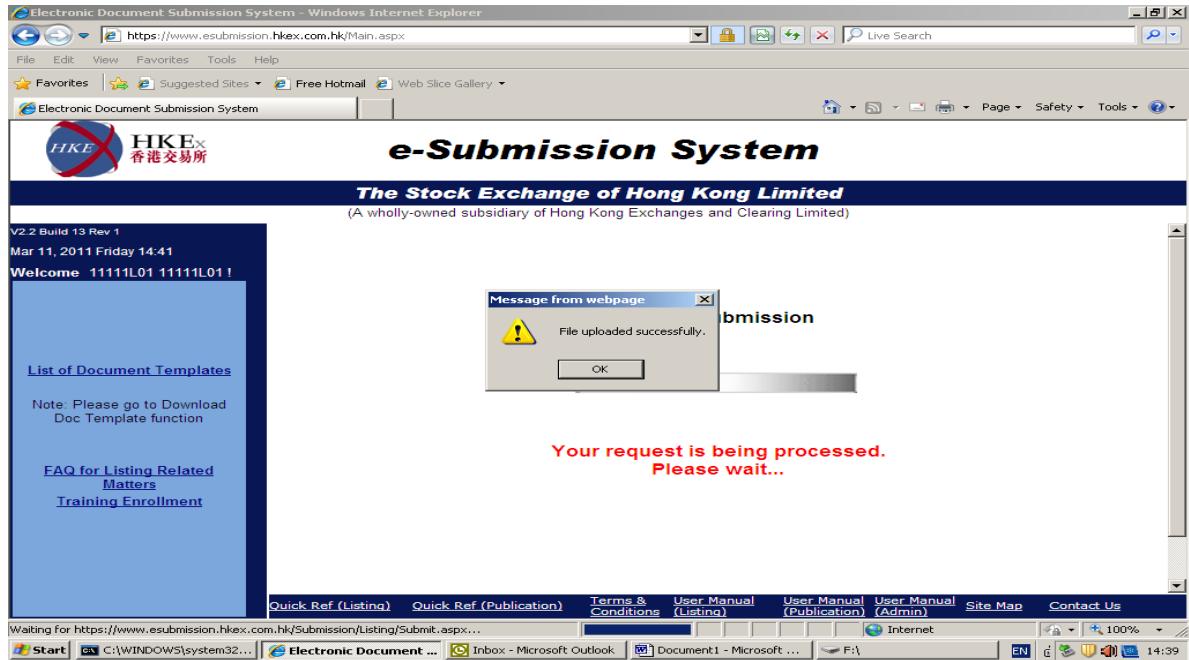 Electronic Document Submission System - Windows Internet Explorer
https://www.esubmission.hkex.com.hk/Main.aspx
Live Search
File Edit View Favorites Tools Help
Favorites Suggested Sites Free Hotmail Web Slice Gallery
Electronic Document Submission System
Page Safety Tools
HKE
HKEx
香港交易所
e-Submission System
The Stock Exchange of Hong Kong Limited
(A wholly-owned subsidiary of Hong Kong Exchanges and Clearing Limited)
V2.2 Build 13 Rev 1
Mar 11, 2011 Friday 14:41
Welcome 11111L01 11111L01 !
List of Document Templates
Note: Please go to Download
Doc Template function
FAQ for Listing Related
Matters
Training Enrollment
Message from webpage
File uploaded successfully.
OK
bmission
Your request is being processed.
Please wait...
Quick Ref (Listing)
Quick Ref (Publication)
Terms &
Conditions
User Manual
(Listing)
User Manual
(Publication)
User Manual
(Admin)
Site Map
Contact Us
Waiting for https://www.esubmission.hkex.com.hk/Submission/Listing/Submit.aspx...
Internet
100%
Start
C:\WINDOWS\system32...
Electronic Document ...
Inbox - Microsoft Outlook
Document1 - Microsoft ...
F:\
EN
14:39